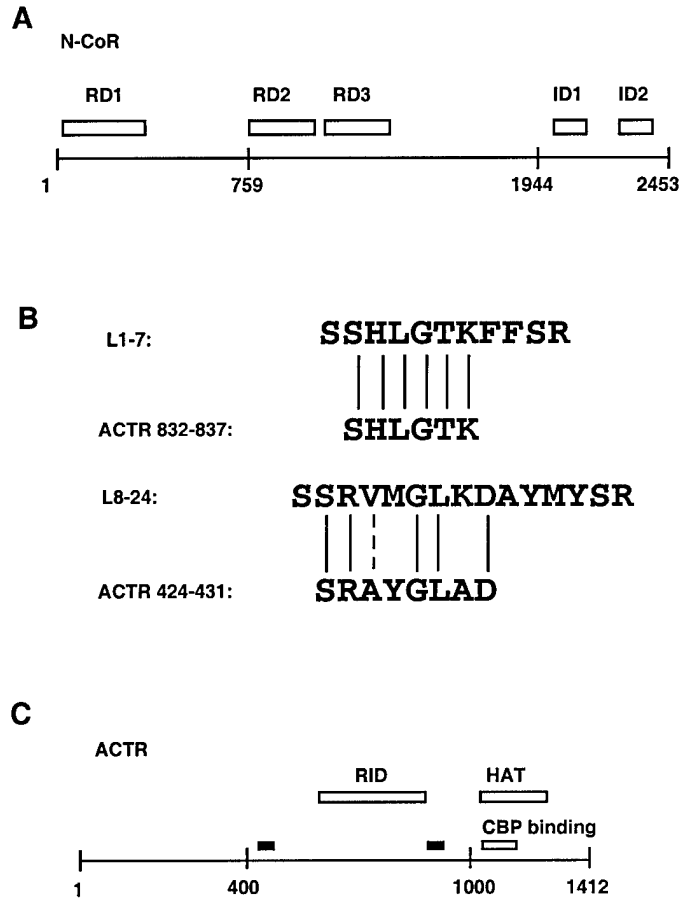 A
N-CoR
RD1 RD2 RD3 ID1 ID2
1 759 1944 2453
B
L1-7: SSHLGTKFFSR
ACTR 832-837: SHLGTK
L8-24: SSRVMGLKDAYMYSR
ACTR 424-431: SRAYGLAD
C
ACTR
RID HAT
CBP binding
1 400 1000 1412